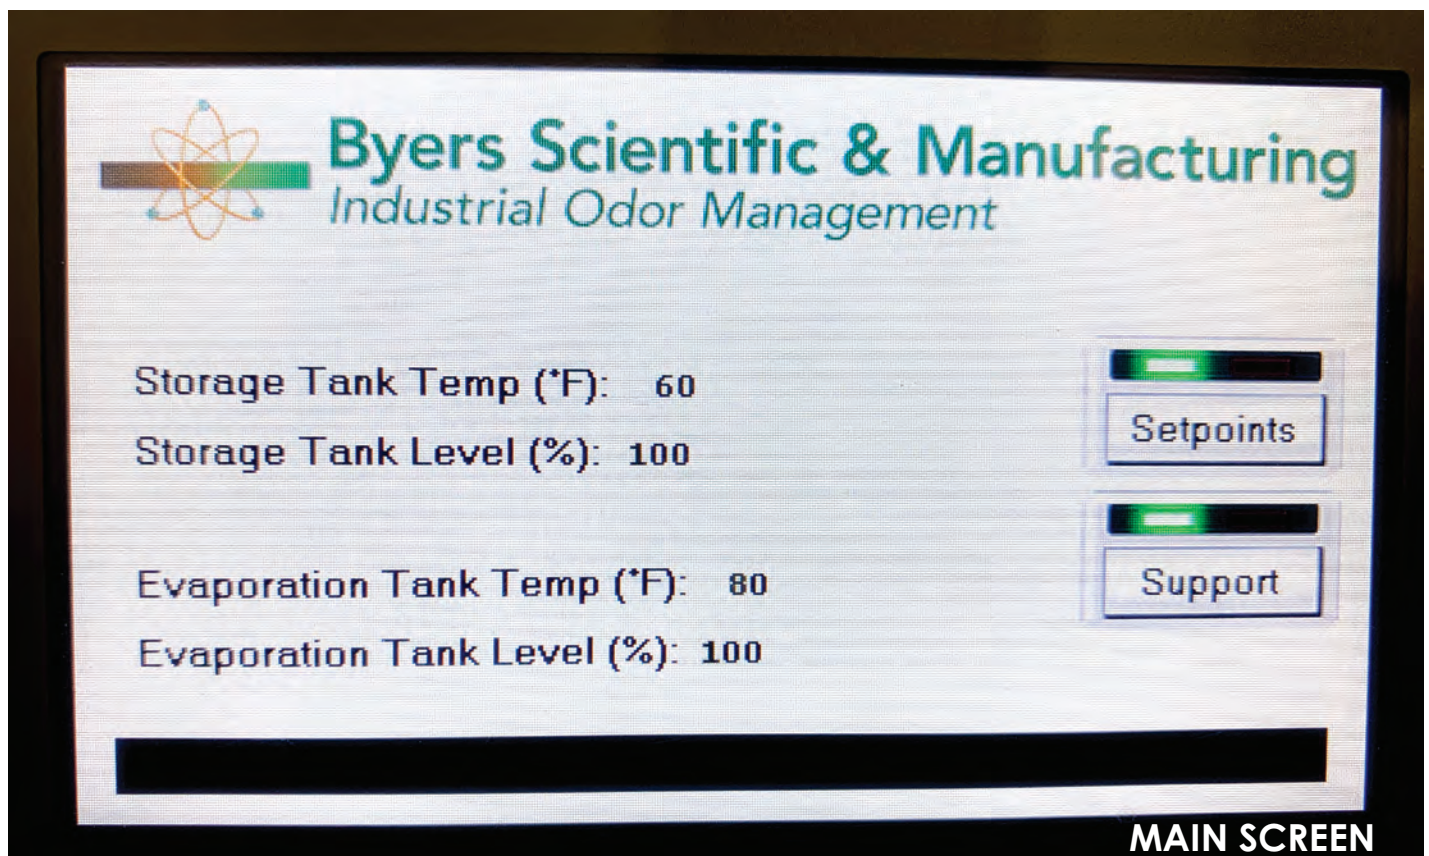 Byers Scientific & Manufacturing
Industrial Odor Management
Storage Tank Temp (°F): 60
Setpoints
Storage Tank Level (%): 100
Evaporation Tank Temp (°F): 80
Support
Evaporation Tank Level (%): 100
MAIN SCREEN